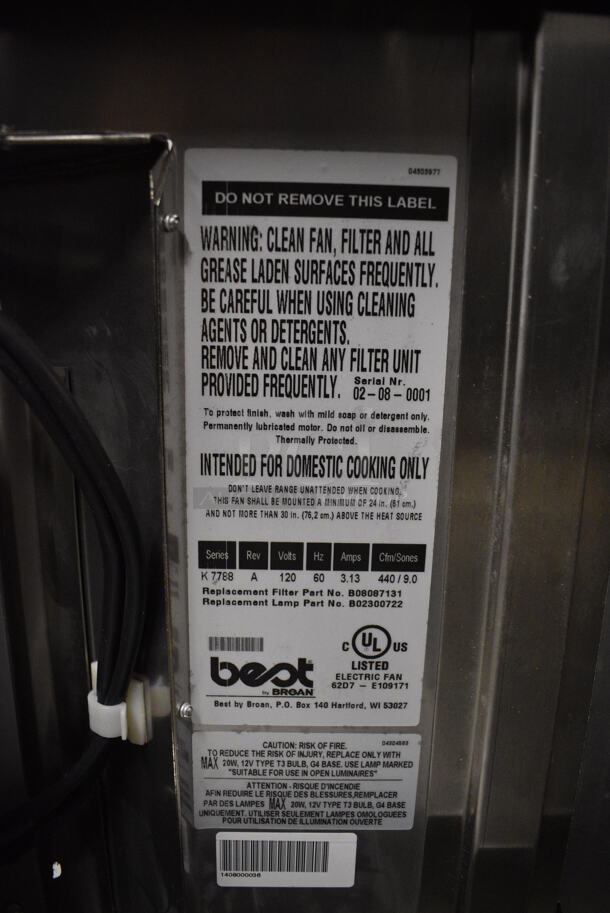 04505977
DO NOT REMOVE THIS LABEL
WARNING: CLEAN FAN, FILTER AND ALL
GREASE LADEN SURFACES FREQUENTLY.
BE CAREFUL WHEN USING CLEANING
AGENTS OR DETERGENTS.
REMOVE AND CLEAN ANY FILTER UNIT
PROVIDED FREQUENTLY.
Serial Nr.
02-08-0001
To protect finish, wash with mild soap or detergent only.
Permanently lubricated motor. Do not oil or disassemble.
Thermally Protected.
INTENDED FOR DOMESTIC COOKING ONLY
DON'T LEAVE RANGE UNATTENDED WHEN COOKING.
THIS FAN SHALL BE MOUNTED A MINIMUM OF 24 in. (61 cm.)
AND NOT MORE THAN 30 in. (76,2 cm.) ABOVE THE HEAT SOURCE
Series Rev Volts Hz Amps Cfm/Sones
K 7788 A 120 60 3.13 440 / 9.0
Replacement Filter Part No. B08087131
Replacement Lamp Part No. B02300722
C UL US
LISTED
ELECTRIC FAN
62D7 - E109171
best
by BROAN
Best by Broan, P.O. Box 140 Hartford, WI 53027
CAUTION: RISK OF FIRE.
TO REDUCE THE RISK OF INJURY, REPLACE ONLY WITH
MAX 20W, 12V TYPE T3 BULB, G4 BASE. USE LAMP MARKED
"SUITABLE FOR USE IN OPEN LUMINAIRES"
ATTENTION - RISQUE D'INCENDIE
AFIN REDUIRE LE RISQUE DES BLESSURES,REMPLACER
PAR DES LAMPES MAX 20W, 12V TYPE T3 BULB, G4 BASE
UNIQUEMENT. UTILISER SEULEMENT LAMPES OMOLOGUEES
POUR UTILISATION DE ILLUMINATION OUVERTE
1408000036